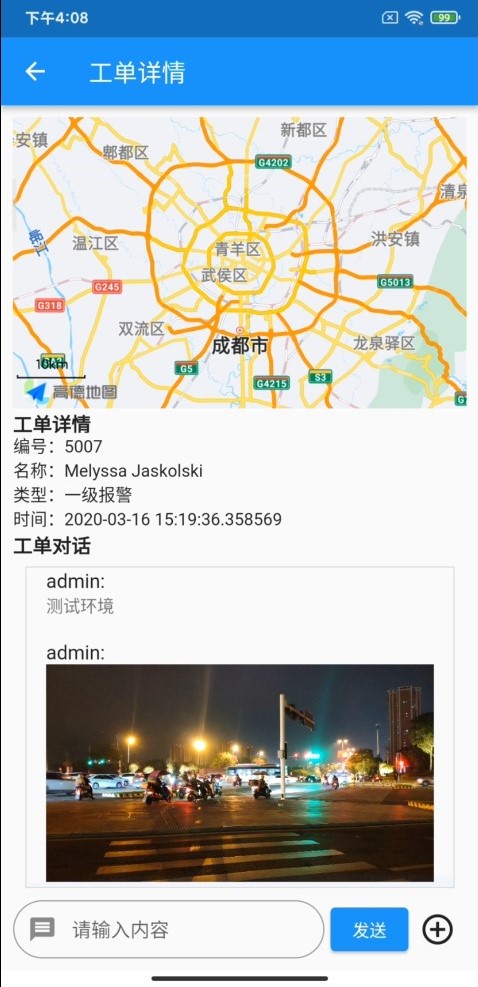 下午4:08
99
工单详情
安镇
新都区
郫都区
G4202
清泉
温江区
青羊区
洪安镇
武侯区
G245
G5013
G318
双流区
成都市
龙泉驿区
10km
G5
S3
G4215
高德地图
工单详情
编号：5007
名称：Melyssa Jaskolski
类型：一级报警
时间：2020-03-16 15:19:36.358569
工单对话
admin:
测试环境
admin:
请输入内容
发送